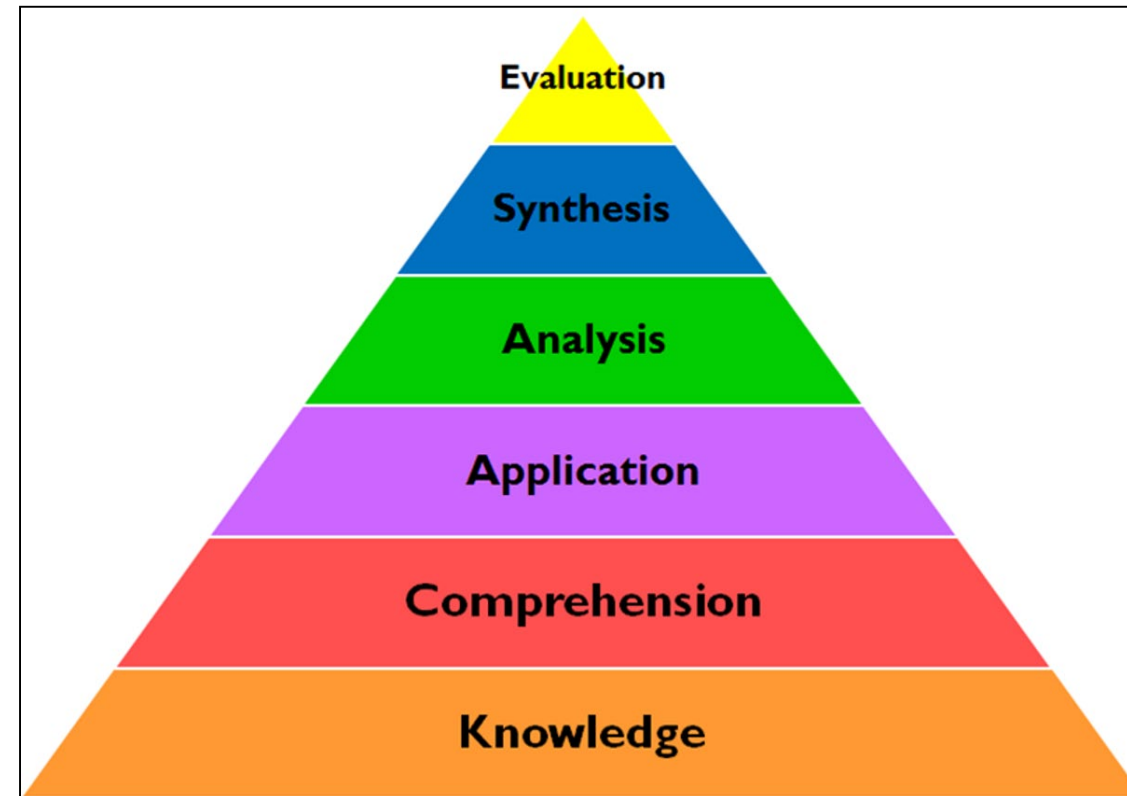 Evaluation
Synthesis
Analysis
Application
Comprehension
Knowledge